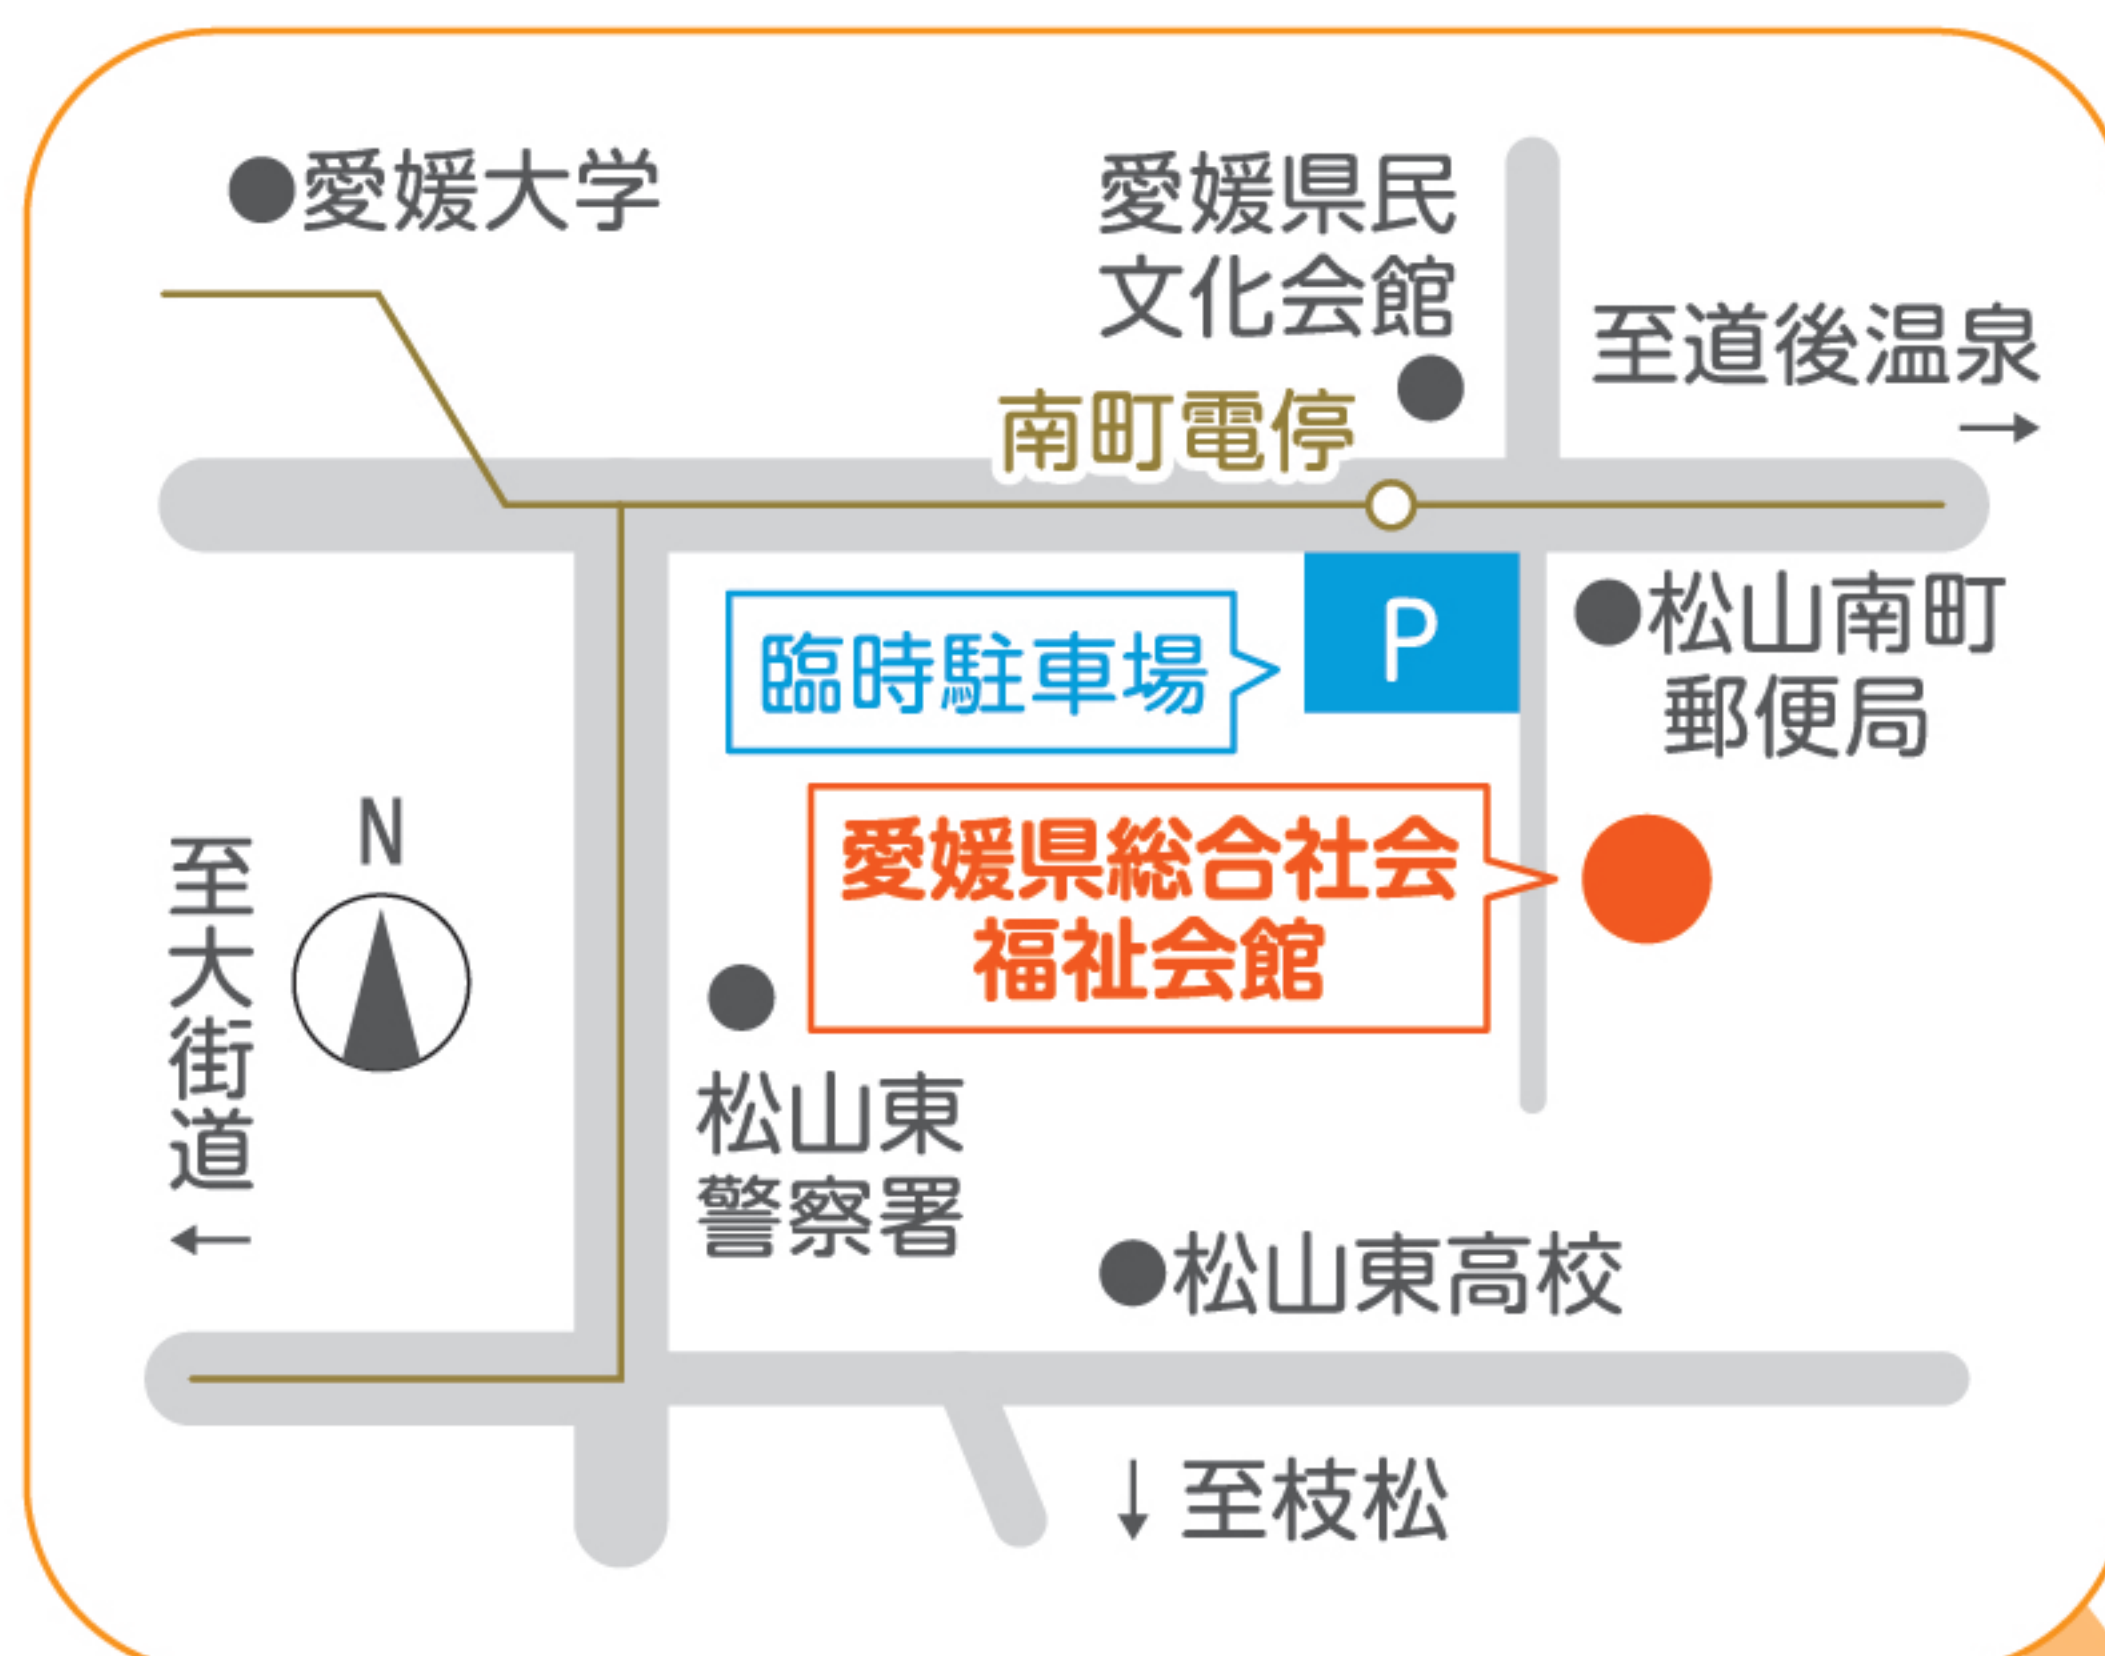 愛媛大学
愛媛県民
文化会館
至道後温泉
→
南町電停
P
臨時駐車場
松山南町
郵便局
愛媛県総合社会
福祉会館
N
至大街道
←
松山東
警察署
松山東高校
↓ 至枝松